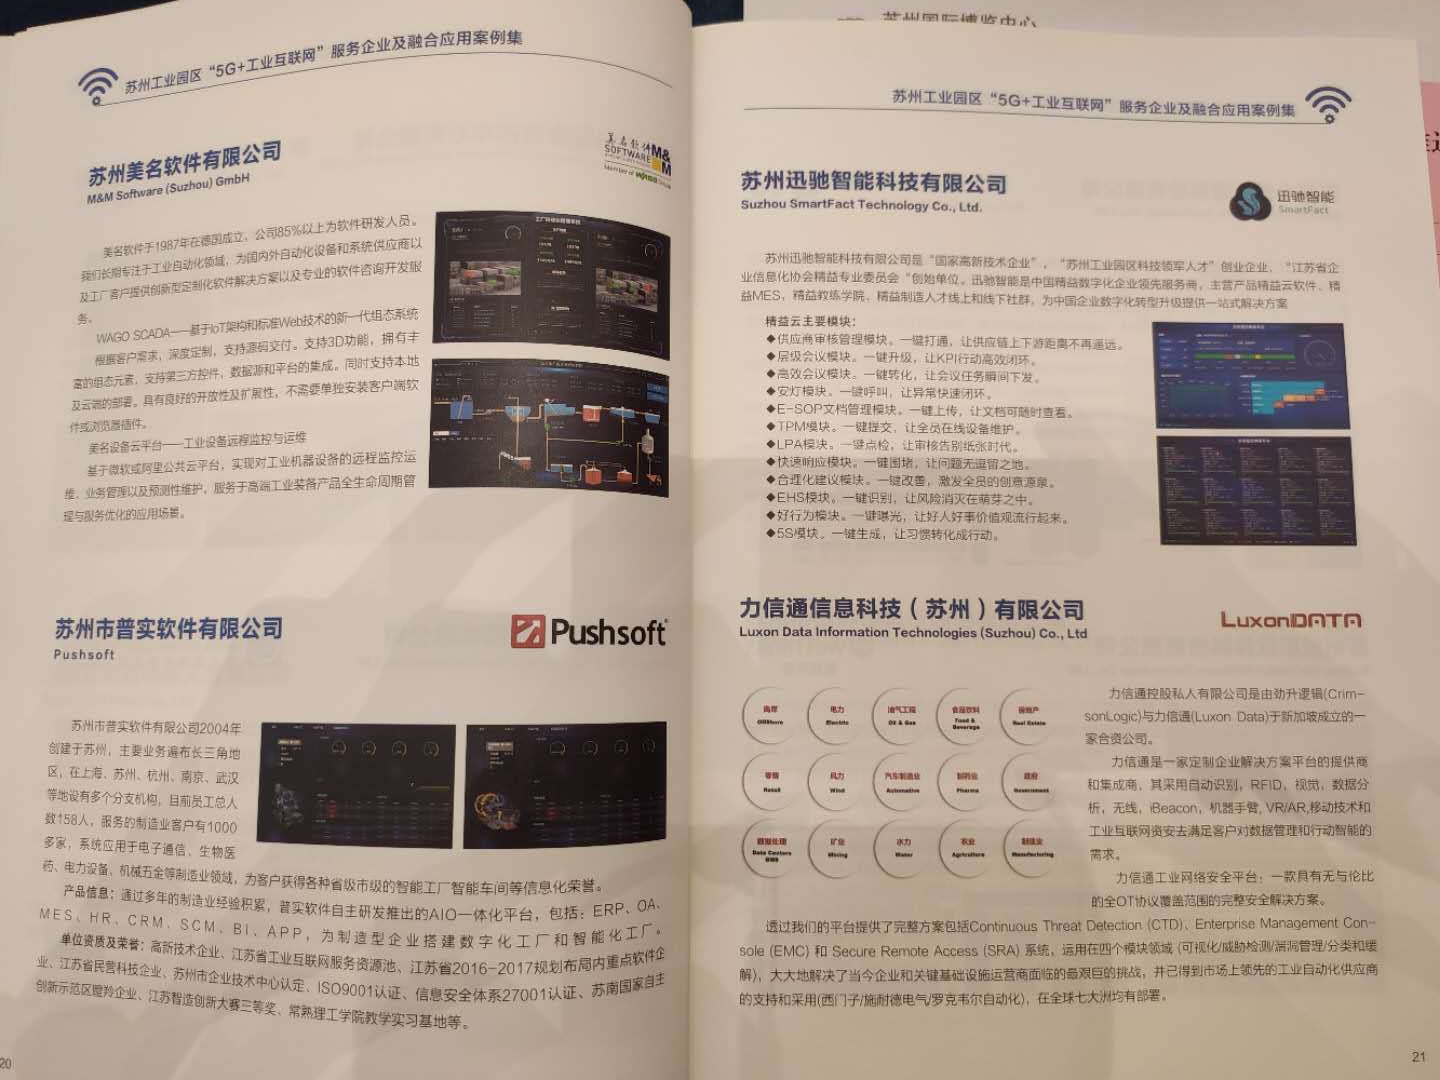 苏州工业园区“5G+工业互联网”服务企业及融合应用案例集
苏州美名软件有限公司
M&M Software (Suzhou) GmbH
美名软件
SOFTWARE
M&M
Member of WAGO
美名软件于1987年在德国成立，公司85%以上为软件研发人员。
我们长期专注于工业自动化领域，为国内外自动化设备和系统供应商以
及工厂客户提供创新型定制化软件解决方案以及专业的软件咨询开发服
务。
WAGO SCADA——基于IoT架构和标准Web技术的新一代组态系统
根据客户需求，深度定制，支持源码交付。支持3D功能，拥有丰
富的组态元素，支持第三方控件，数据源和平台的集成。同时支持本地
及云端的部署。具有良好的开放性及扩展性，不需要单独安装客户端软
件或浏览器插件。
美名设备云平台——工业设备远程监控与运维
基于微软或阿里公共云平台，实现对工业机器设备的远程监控运
维、业务管理以及预测性维护，服务于高端工业装备产品全生命周期管
理与服务优化的应用场景。
苏州市普实软件有限公司
Pushsoft
Pushsoft
苏州市普实软件有限公司2004年
创建于苏州，主要业务遍布长三角地
区，在上海、苏州、杭州、南京、武汉
等地设有多个分支机构，目前员工总人
数158人，服务的制造业客户有1000
多家，系统应用于电子通信、生物医
药、电力设备、机械五金等制造业领域，为客户获得各种省级市级的智能工厂智能车间等信息化荣誉。
产品信息：通过多年的制造业经验积累，普实软件自主研发推出的AIO一体化平台，包括：ERP、OA、
MES、HR、CRM、SCM、BI、APP，为制造型企业搭建数字化工厂和智能化工厂。
单位资质及荣誉：高新技术企业、江苏省工业互联网服务资源池、江苏省2016-2017规划布局内重点软件企
业、江苏省民营科技企业、苏州市企业技术中心认定、ISO9001认证、信息安全体系27001认证、苏南国家自主
创新示范区瞪羚企业、江苏智造创新大赛三等奖、常熟理工学院教学实习基地等。
20
苏州国际博览中心
苏州工业园区“5G+工业互联网”服务企业及融合应用案例集
苏州迅驰智能科技有限公司
Suzhou SmartFact Technology Co., Ltd.
迅驰智能
SmartFact
苏州迅驰智能科技有限公司是“国家高新技术企业”，“苏州工业园区科技领军人才”创业企业，“江苏省企
业信息化协会精益专业委员会“创始单位。迅驰智能是中国精益数字化企业领先服务商，主营产品精益云软件、精
益MES、精益教练学院、精益制造人才线上和线下社群，为中国企业数字化转型升级提供一站式解决方案
精益云主要模块：
◆供应商审核管理模块。一键打通，让供应链上下游距离不再遥远。
◆层级会议模块。一键升级，让KPI行动高效闭环。
◆高效会议模块。一键转化，让会议任务瞬间下发。
◆安灯模块。一键呼叫，让异常快速闭环。
◆E-SOP文档管理模块。一键上传，让文档可随时查看。
◆TPM模块。一键提交，让全员在线设备维护。
◆LPA模块。一键点检，让审核告别纸张时代。
◆快速响应模块。一键围堵，让问题无逗留之地。
◆合理化建议模块。一键改善，激发全员的创意源泉。
◆EHS模块。一键识别，让风险消灭在萌芽之中。
◆好行为模块。一键曝光，让好人好事价值观流行起来。
◆5S模块。一键生成，让习惯转化成行动。
力信通信息科技（苏州）有限公司
Luxon Data Information Technologies (Suzhou) Co., Ltd
LuxonDATA
海岸 电力 油气工程 食品饮料 房地产
Offshore Electric Oil & Gas Food & Beverage Real Estate
零售 风力 汽车制造业 制药业 政府
Retail Wind Automotive Pharma Government
数据处理 矿业 水力 农业 制造业
Data Centers BMS Mining Water Agriculture Manufacturing
力信通控股私人有限公司是由劲升逻辑(Crim-
sonLogic)与力信通(Luxon Data)于新加坡成立的一
家合资公司。
力信通是一家定制企业解决方案平台的提供商
和集成商，其采用自动识别，RFID，视觉，数据分
析，无线，iBeacon，机器手臂, VR/AR,移动技术和
工业互联网资安去满足客户对数据管理和行动智能的
需求。
力信通工业网络安全平台：一款具有无与伦比
的全OT协议覆盖范围的完整安全解决方案。
透过我们的平台提供了完整方案包括Continuous Threat Detection (CTD)、Enterprise Management Con-
sole (EMC) 和 Secure Remote Access (SRA) 系统，运用在四个模块领域 (可视化/威胁检测/漏洞管理/分类和缓
解)，大大地解决了当今企业和关键基础设施运营商面临的最艰巨的挑战，并已得到市场上领先的工业自动化供应商
的支持和采用(西门子/施耐德电气/罗克韦尔自动化)，在全球七大洲均有部署。
21